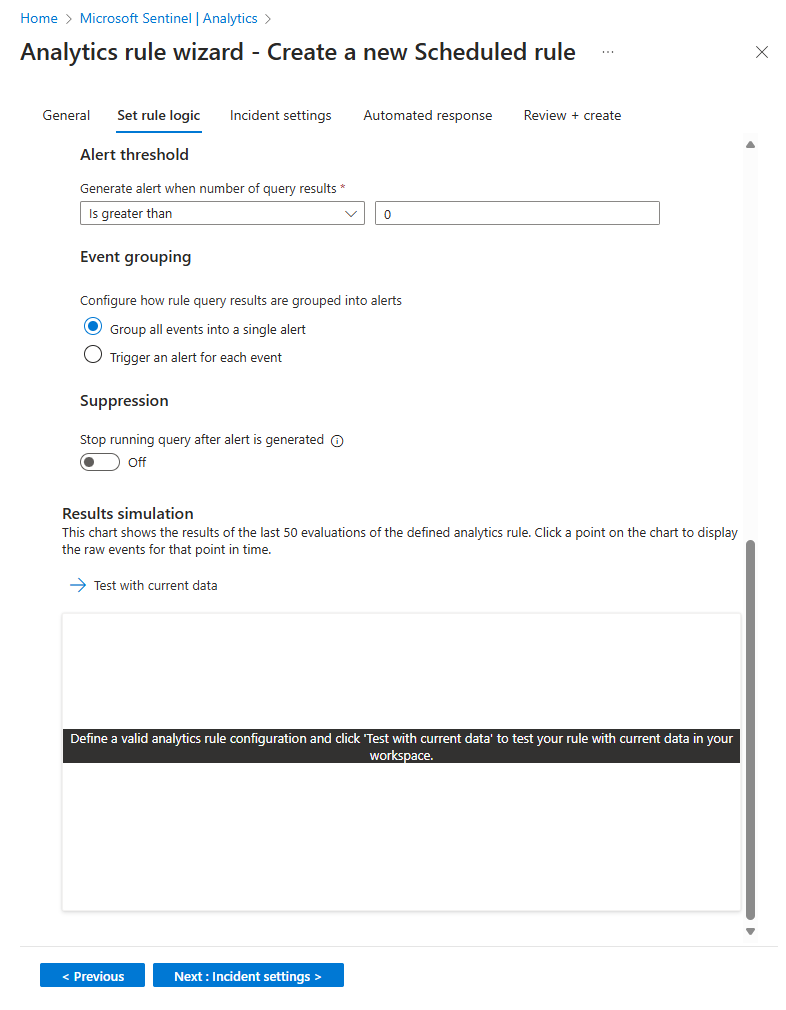 Home > Microsoft Sentinel | Analytics >
Analytics rule wizard - Create a new Scheduled rule ...
General Set rule logic Incident settings Automated response Review + create
Alert threshold
Generate alert when number of query results *
Is greater than 0
Event grouping
Configure how rule query results are grouped into alerts
Group all events into a single alert
Trigger an alert for each event
Suppression
Stop running query after alert is generated
Off
Results simulation
This chart shows the results of the last 50 evaluations of the defined analytics rule. Click a point on the chart to display
the raw events for that point in time.
Test with current data
Define a valid analytics rule configuration and click 'Test with current data' to test your rule with current data in your
workspace.
< Previous Next : Incident settings >